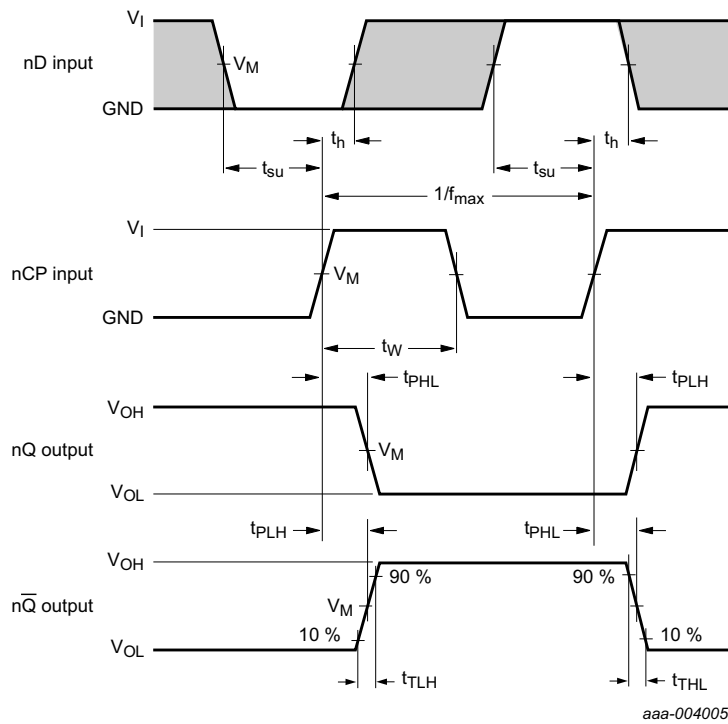 V_I
nD input
V_M
GND
t_h
t_h
t_su
t_su
1/f_max
V_I
nCP input
V_M
GND
t_W
t_PHL
t_PLH
V_OH
nQ output
V_M
V_OL
t_PLH
t_PHL
V_OH
90 %
90 %
nQ̅ output
V_M
10 %
10 %
V_OL
t_TLH
t_THL
aaa-004005